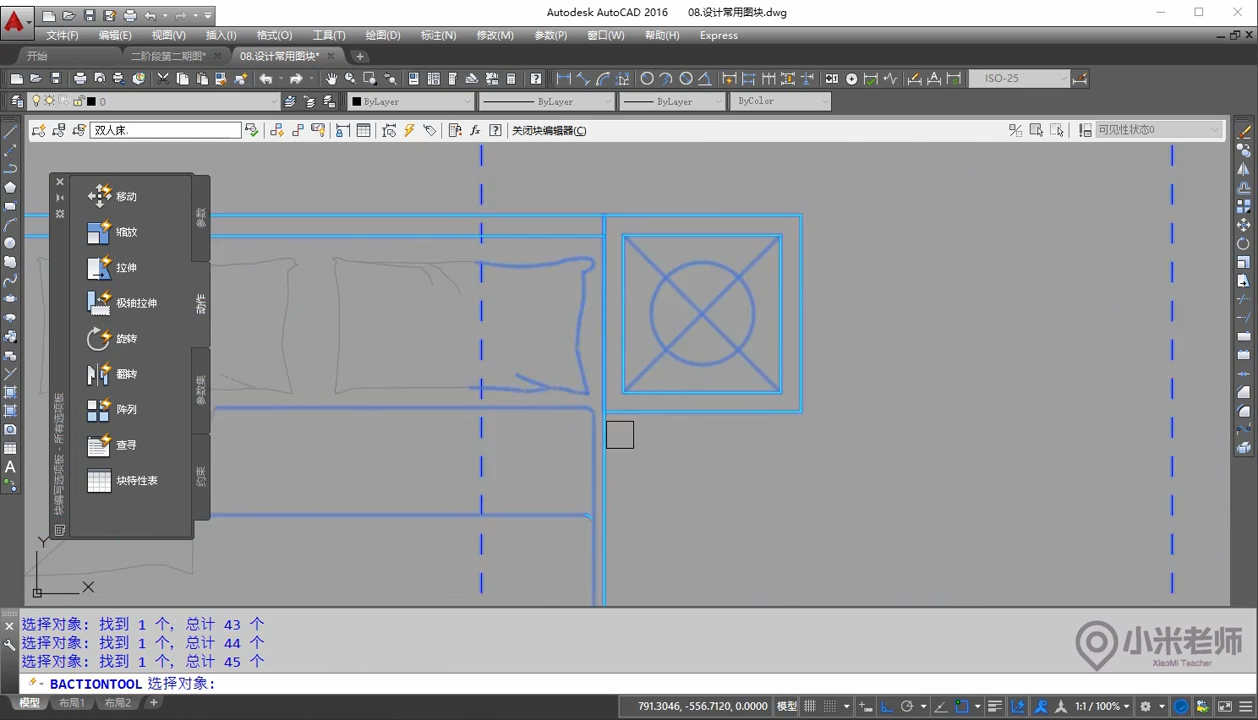 Autodesk AutoCAD 2016 08.设计常用图块.dwg
文件(F) 编辑(E) 视图(V) 插入(I) 格式(O) 工具(T) 绘图(D) 标注(N) 修改(M) 参数(P) 窗口(W) 帮助(H) Express
开始 二阶段第二期图* 08.设计常用图块*
ISO-25
0 ByLayer ByLayer ByLayer ByColor
双人床. 关闭块编辑器(C) 可见性状态0
移动
缩放
拉伸
极轴拉伸
旋转
翻转
阵列
查寻
块特性表
参数
动作
参数集
约束
块编写选项板 - 所有选项板
Y
X
选择对象: 找到 1 个, 总计 43 个
选择对象: 找到 1 个, 总计 44 个
选择对象: 找到 1 个, 总计 45 个
BACTIONTOOL 选择对象:
小米老师
XiaoMi Teacher
模型 布局1 布局2 +
791.3046, -556.7120, 0.0000 模型 1:1 / 100%